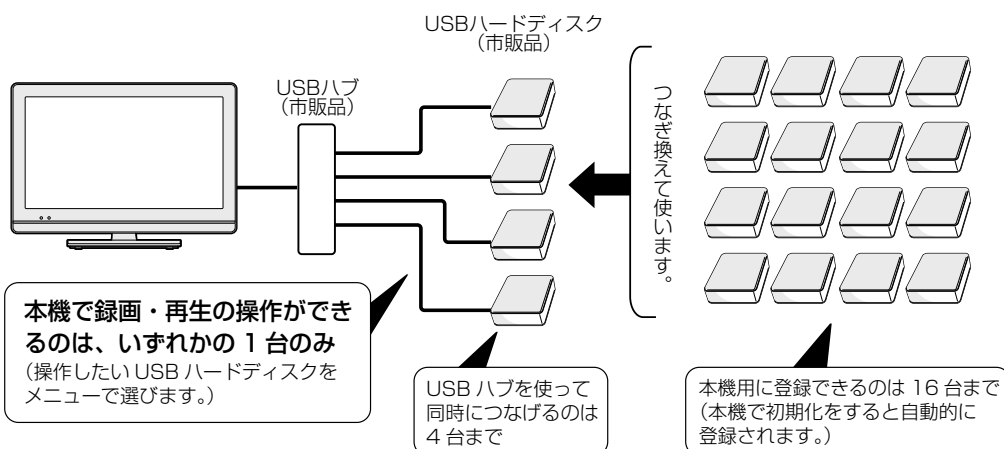 USBハードディスク
（市販品）
USBハブ
（市販品）
つなぎ換えて使います。
本機で録画・再生の操作ができ
るのは、いずれかの 1 台のみ
（操作したい USB ハードディスクを
メニューで選びます。）
USB ハブを使って
同時につなげるのは
4 台まで
本機用に登録できるのは 16 台まで
（本機で初期化をすると自動的に
登録されます。）